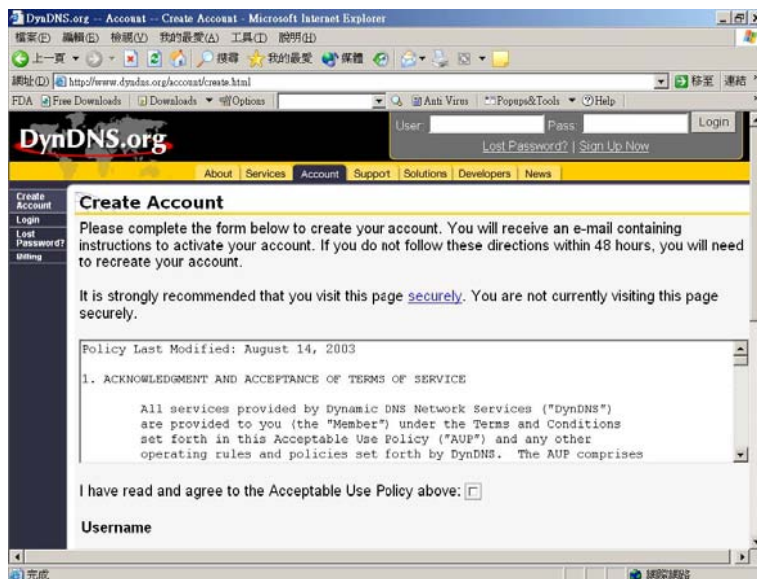 DynDNS.org -- Account -- Create Account - Microsoft Internet Explorer
檔案(F) 編輯(E) 檢視(V) 我的最愛(A) 工具(T) 說明(H)
上一頁 搜尋 我的最愛 媒體
網址(D) http://www.dyndns.org/account/create.html 移至 連結
FDA Free Downloads Downloads Options Anti Virus Popups&Tools Help
DynDNS.org
User: Pass: Login
Lost Password? | Sign Up Now
About Services Account Support Solutions Developers News
Create Account
Login
Lost Password?
Billing
Create Account
Please complete the form below to create your account. You will receive an e-mail containing
instructions to activate your account. If you do not follow these directions within 48 hours, you will need
to recreate your account.
It is strongly recommended that you visit this page securely. You are not currently visiting this page
securely.
Policy Last Modified: August 14, 2003
1. ACKNOWLEDGMENT AND ACCEPTANCE OF TERMS OF SERVICE
All services provided by Dynamic DNS Network Services ("DynDNS")
are provided to you (the "Member") under the Terms and Conditions
set forth in this Acceptable Use Policy ("AUP") and any other
operating rules and policies set forth by DynDNS. The AUP comprises
I have read and agree to the Acceptable Use Policy above:
Username
完成 網際網路